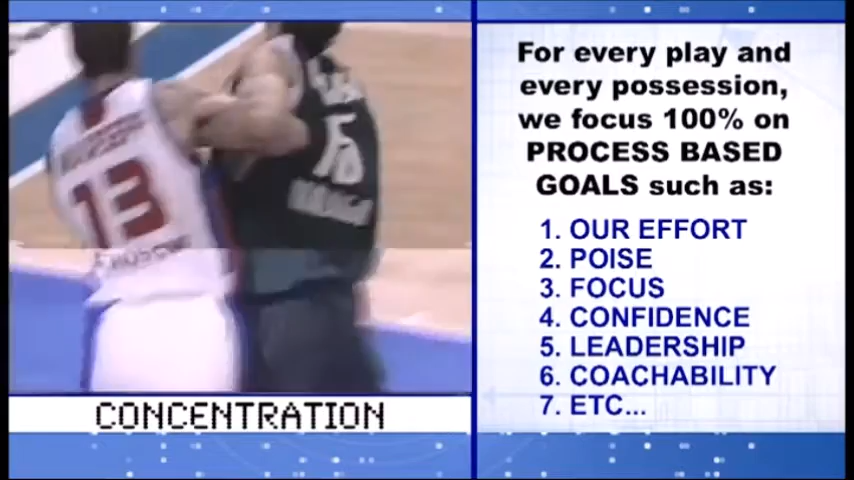 For every play and
every possession,
we focus 100% on
PROCESS BASED
GOALS such as:
1. OUR EFFORT
2. POISE
3. FOCUS
4. CONFIDENCE
5. LEADERSHIP
6. COACHABILITY
7. ETC...
13
CONCENTRATION